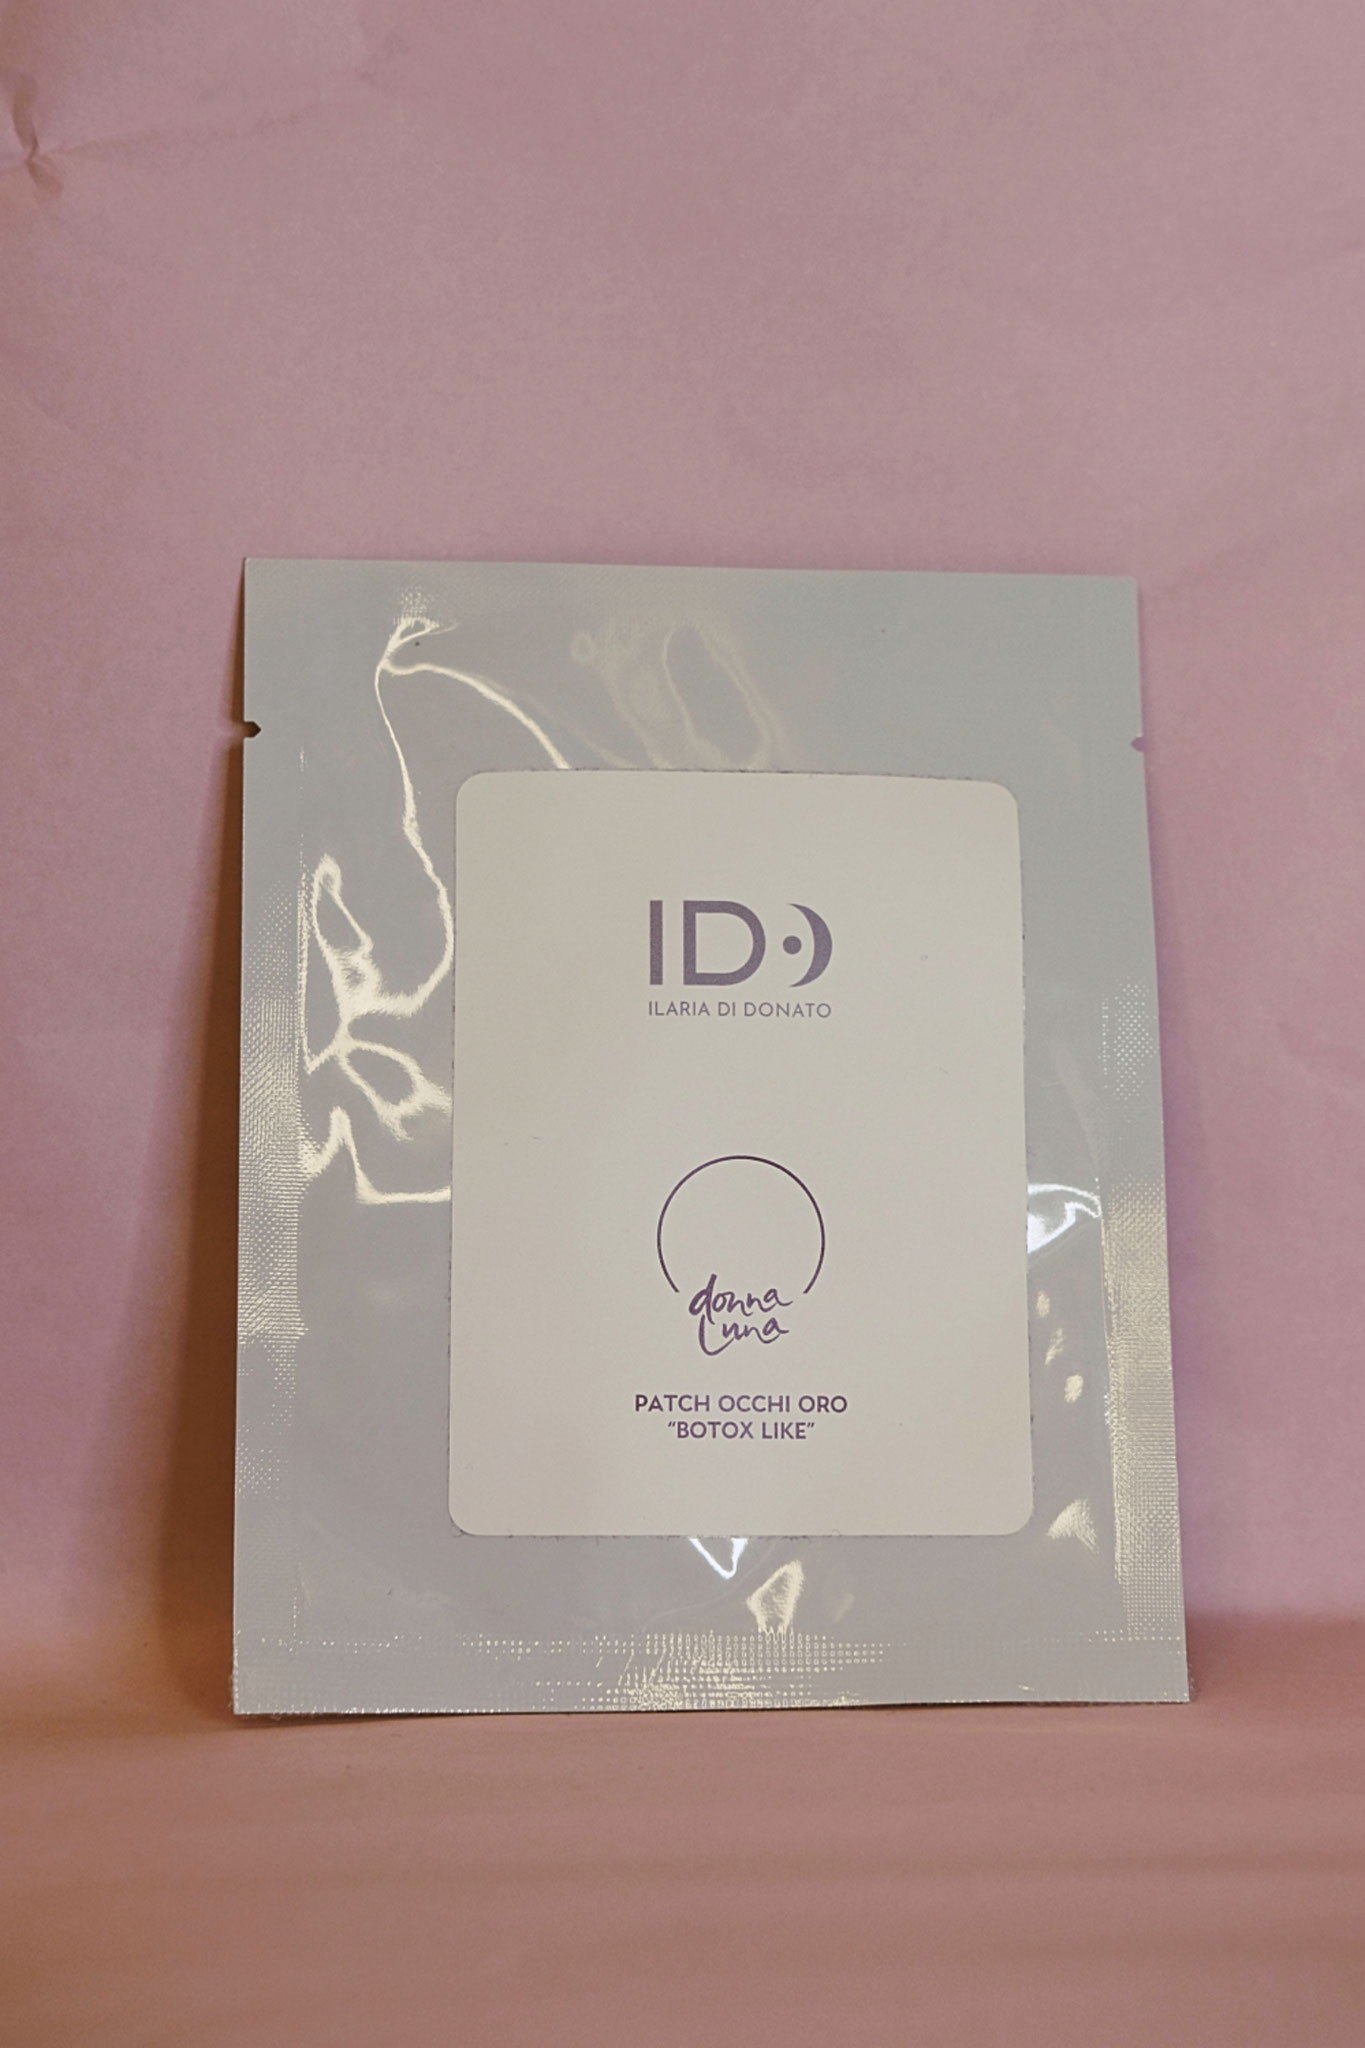 ID
ILARIA DI DONATO
donna
Luna
PATCH OCCHI ORO
“BOTOX LIKE”